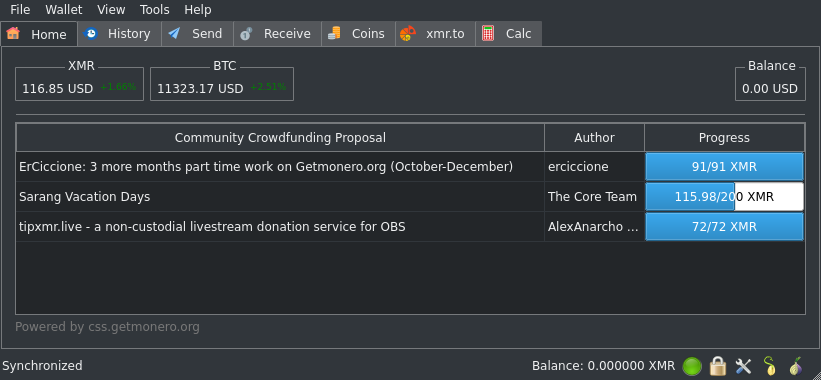 File Wallet View Tools Help
Home History Send Receive Coins xmr.to Calc
XMR BTC Balance
116.85 USD +1.66% 11323.17 USD +2.51% 0.00 USD
Community Crowdfunding Proposal Author Progress
ErCiccione: 3 more months part time work on Getmonero.org (October-December) erciccione 91/91 XMR
Sarang Vacation Days The Core Team 115.98/200 XMR
tipxmr.live - a non-custodial livestream donation service for OBS AlexAnarcho ... 72/72 XMR
Powered by css.getmonero.org
Synchronized Balance: 0.000000 XMR